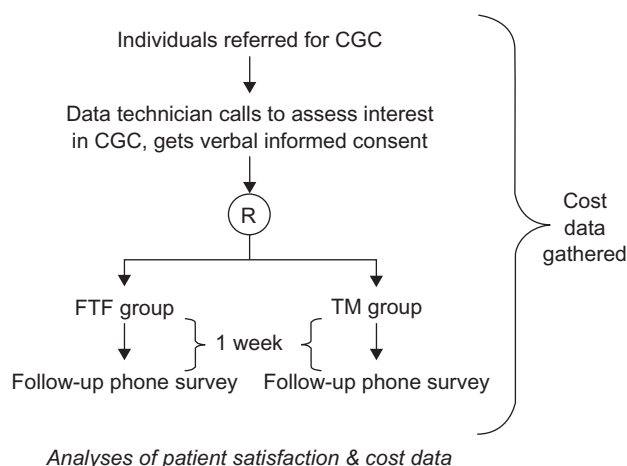 Individuals referred for CGC
Data technician calls to assess interest
in CGC, gets verbal informed consent
R
Cost
data
gathered
FTF group
TM group
1 week
Follow-up phone survey
Follow-up phone survey
Analyses of patient satisfaction & cost data